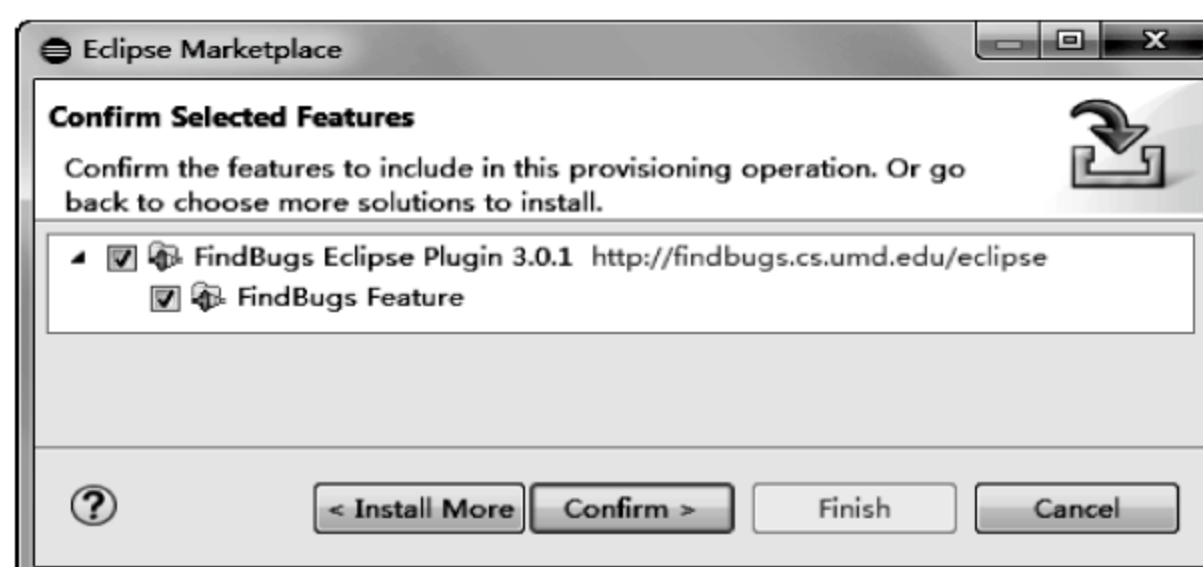 Eclipse Marketplace
Confirm Selected Features
Confirm the features to include in this provisioning operation. Or go
back to choose more solutions to install.
FindBugs Eclipse Plugin 3.0.1 http://findbugs.cs.umd.edu/eclipse
FindBugs Feature
? < Install More Confirm > Finish Cancel